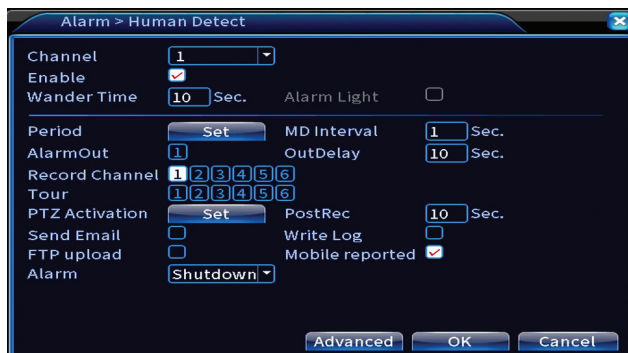 Alarm > Human Detect
Channel 1
Enable
Wander Time 10 Sec. Alarm Light
Period Set MD Interval 1 Sec.
AlarmOut 1 OutDelay 10 Sec.
Record Channel 1 2 3 4 5 6
Tour 1 2 3 4 5 6
PTZ Activation Set PostRec 10 Sec.
Send Email Write Log
FTP upload Mobile reported
Alarm Shutdown
Advanced OK Cancel